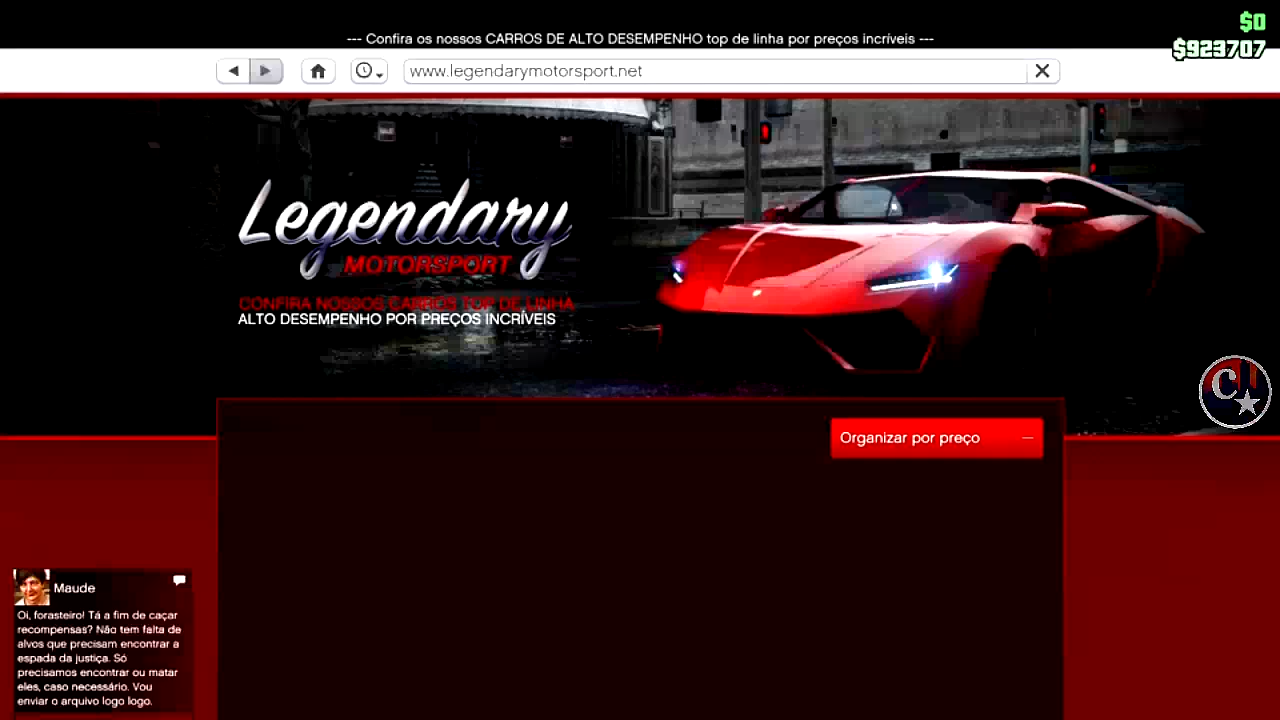 --- Confira os nossos CARROS DE ALTO DESEMPENHO top de linha por preços incríveis ---
$0
$923707
www.legendarymotorsport.net
Legendary
MOTORSPORT
CONFIRA NOSSOS CARROS TOP DE LINHA
ALTO DESEMPENHO POR PREÇOS INCRÍVEIS
C
Organizar por preço
Maude
Oi, forasteiro! Tá a fim de caçar
recompensas? Não tem falta de
alvos que precisam encontrar a
espada da justiça. Só
precisamos encontrar ou matar
eles, caso necessário. Vou
enviar o arquivo logo logo.